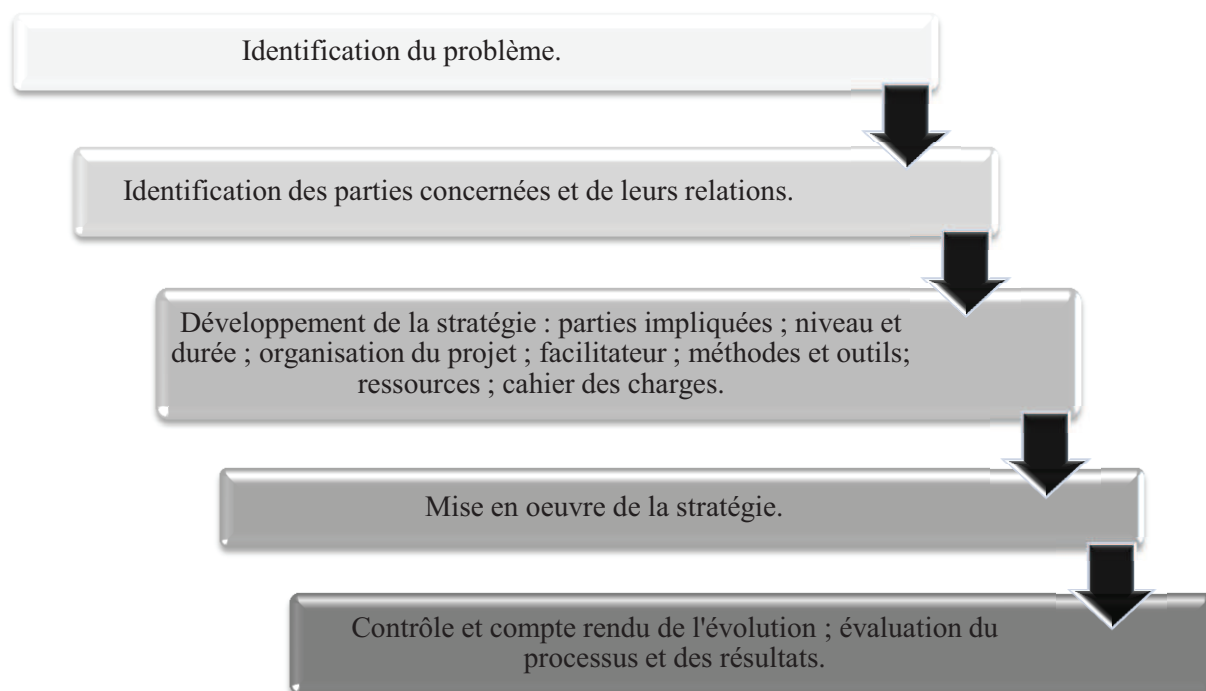 Identification du problème.
Identification des parties concernées et de leurs relations.
Développement de la stratégie : parties impliquées ; niveau et
durée ; organisation du projet ; facilitateur ; méthodes et outils;
ressources ; cahier des charges.
Mise en oeuvre de la stratégie.
Contrôle et compte rendu de l'évolution ; évaluation du
processus et des résultats.